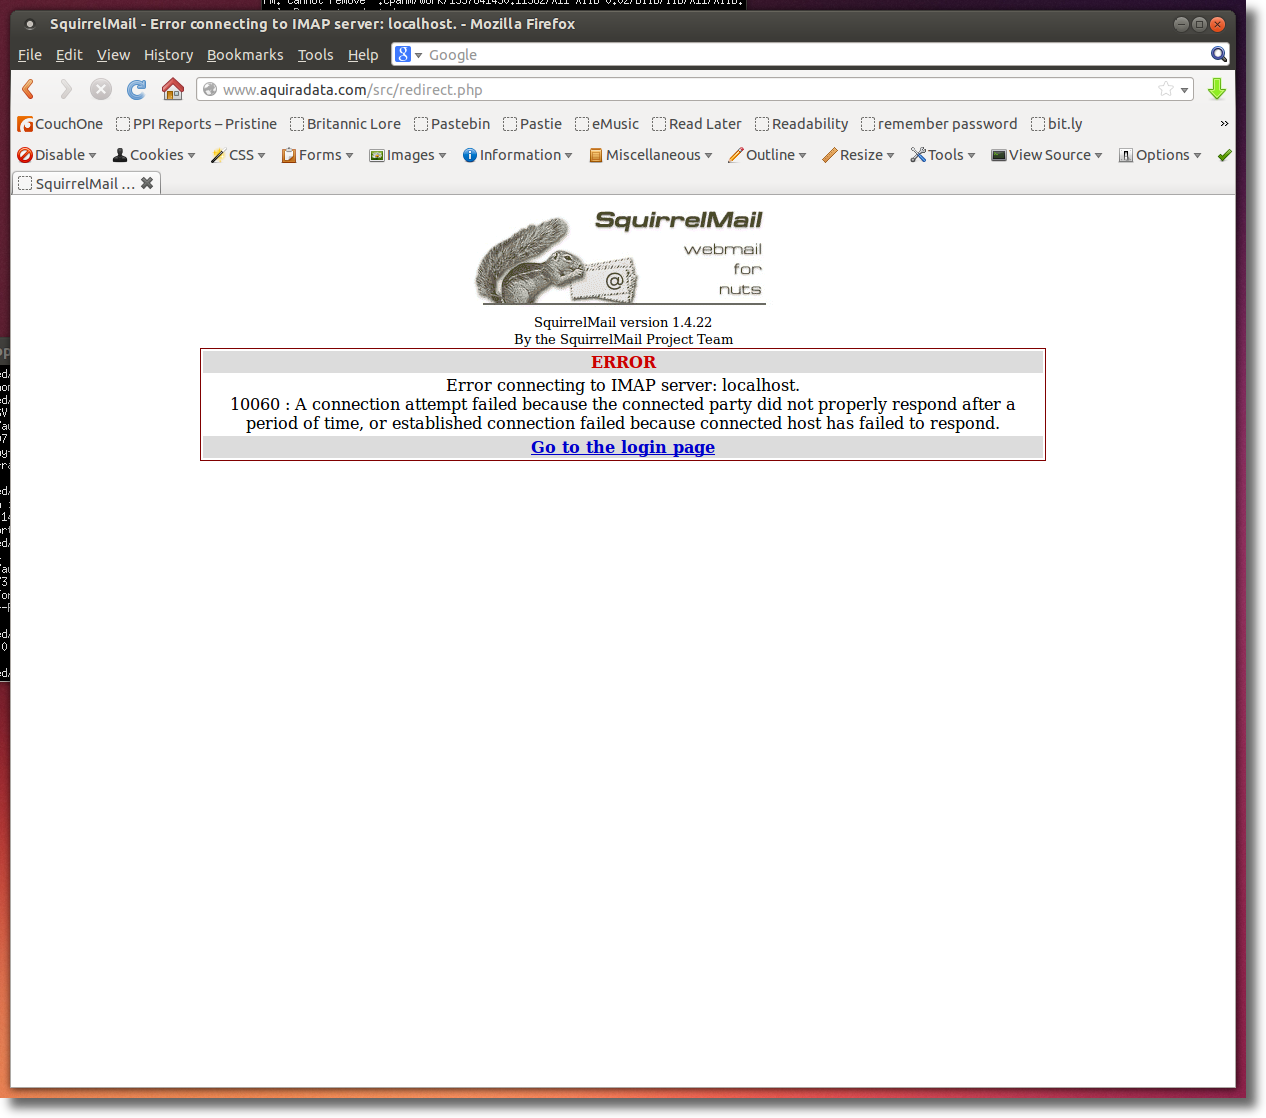 rm: cannot remove
SquirrelMail - Error connecting to IMAP server: localhost. - Mozilla Firefox
File Edit View History Bookmarks Tools Help Google
www.aquiradata.com/src/redirect.php
CouchOne PPI Reports – Pristine Britannic Lore Pastebin Pastie eMusic Read Later Readability remember password bit.ly »
Disable Cookies CSS Forms Images Information Miscellaneous Outline Resize Tools View Source Options
SquirrelMail ...
SquirrelMail
webmail
for
nuts
@
SquirrelMail version 1.4.22
By the SquirrelMail Project Team
ERROR
Error connecting to IMAP server: localhost.
10060 : A connection attempt failed because the connected party did not properly respond after a
period of time, or established connection failed because connected host has failed to respond.
Go to the login page